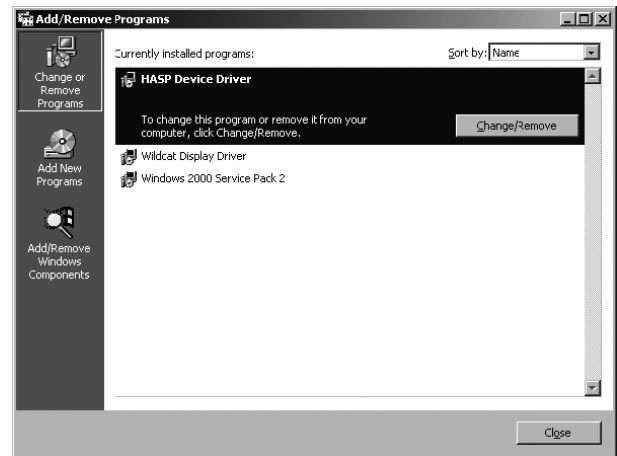 Add/Remove Programs
Change or
Remove
Programs
Add New
Programs
Add/Remove
Windows
Components
Currently installed programs:
Sort by: Name
HASP Device Driver
To change this program or remove it from your
computer, click Change/Remove.
Change/Remove
Wildcat Display Driver
Windows 2000 Service Pack 2
Close